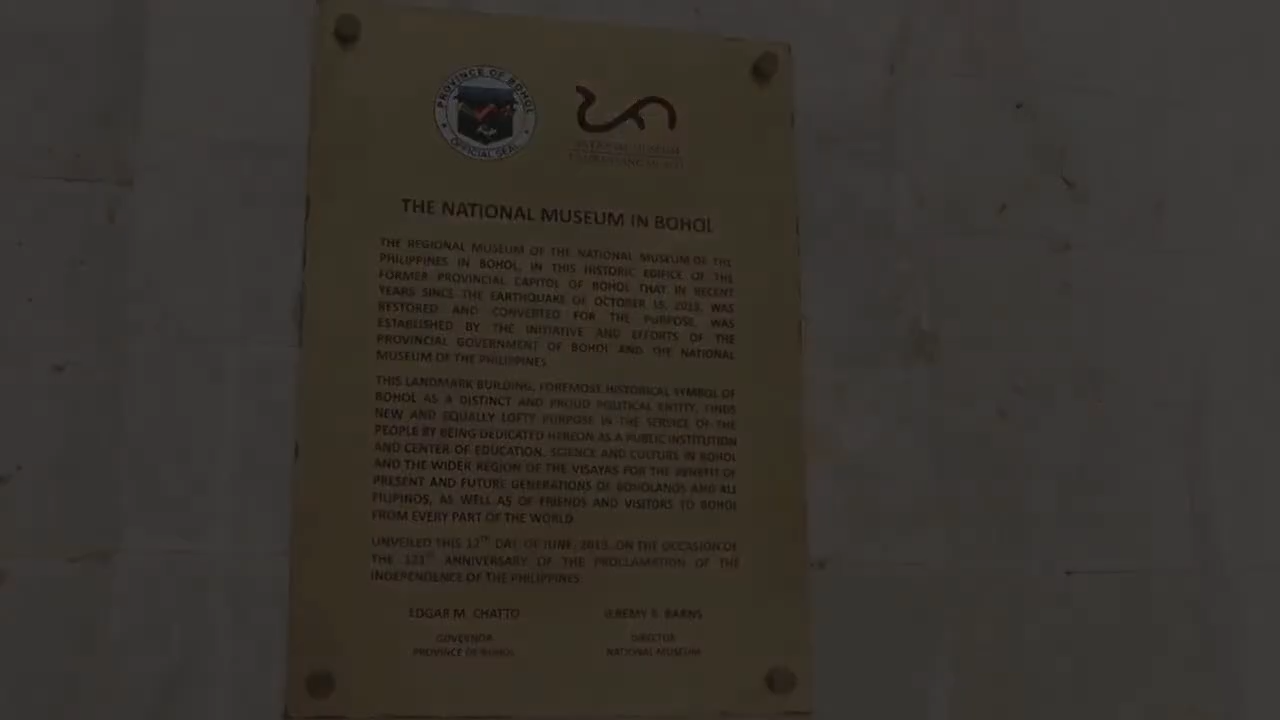 PROVINCE OF BOHOL
OFFICIAL SEAL
NATIONAL MUSEUM
THE NATIONAL MUSEUM IN BOHOL
THE REGIONAL MUSEUM OF THE NATIONAL MUSEUM OF THE
PHILIPPINES IN BOHOL, IN THIS HISTORIC EDIFICE OF THE
FORMER PROVINCIAL CAPITOL OF BOHOL THAT IN RECENT
YEARS SINCE THE EARTHQUAKE OF OCTOBER 15, 2013, WAS
RESTORED AND CONVERTED FOR THE PURPOSE, WAS
ESTABLISHED BY THE INITIATIVE AND EFFORTS OF THE
PROVINCIAL GOVERNMENT OF BOHOL AND THE NATIONAL
MUSEUM OF THE PHILIPPINES
THIS LANDMARK BUILDING, FOREMOST HISTORICAL SYMBOL OF
BOHOL AS A DISTINCT AND PROUD POLITICAL ENTITY, FINDS
NEW AND EQUALLY LOFTY PURPOSE IN THE SERVICE OF THE
PEOPLE BY BEING DEDICATED HEREON AS A PUBLIC INSTITUTION
AND CENTER OF EDUCATION, SCIENCE AND CULTURE IN BOHOL
AND THE WIDER REGION OF THE VISAYAS FOR THE BENEFIT OF
PRESENT AND FUTURE GENERATIONS OF BOHOLANOS AND ALL
FILIPINOS, AS WELL AS OF FRIENDS AND VISITORS TO BOHOL
FROM EVERY PART OF THE WORLD
UNVEILED THIS 12TH DAY OF JUNE, 2019, ON THE OCCASION OF
THE 121ST ANNIVERSARY OF THE PROCLAMATION OF THE
INDEPENDENCE OF THE PHILIPPINES
EDGAR M. CHATTO JEREMY R. BARNS
GOVERNOR DIRECTOR
PROVINCE OF BOHOL NATIONAL MUSEUM